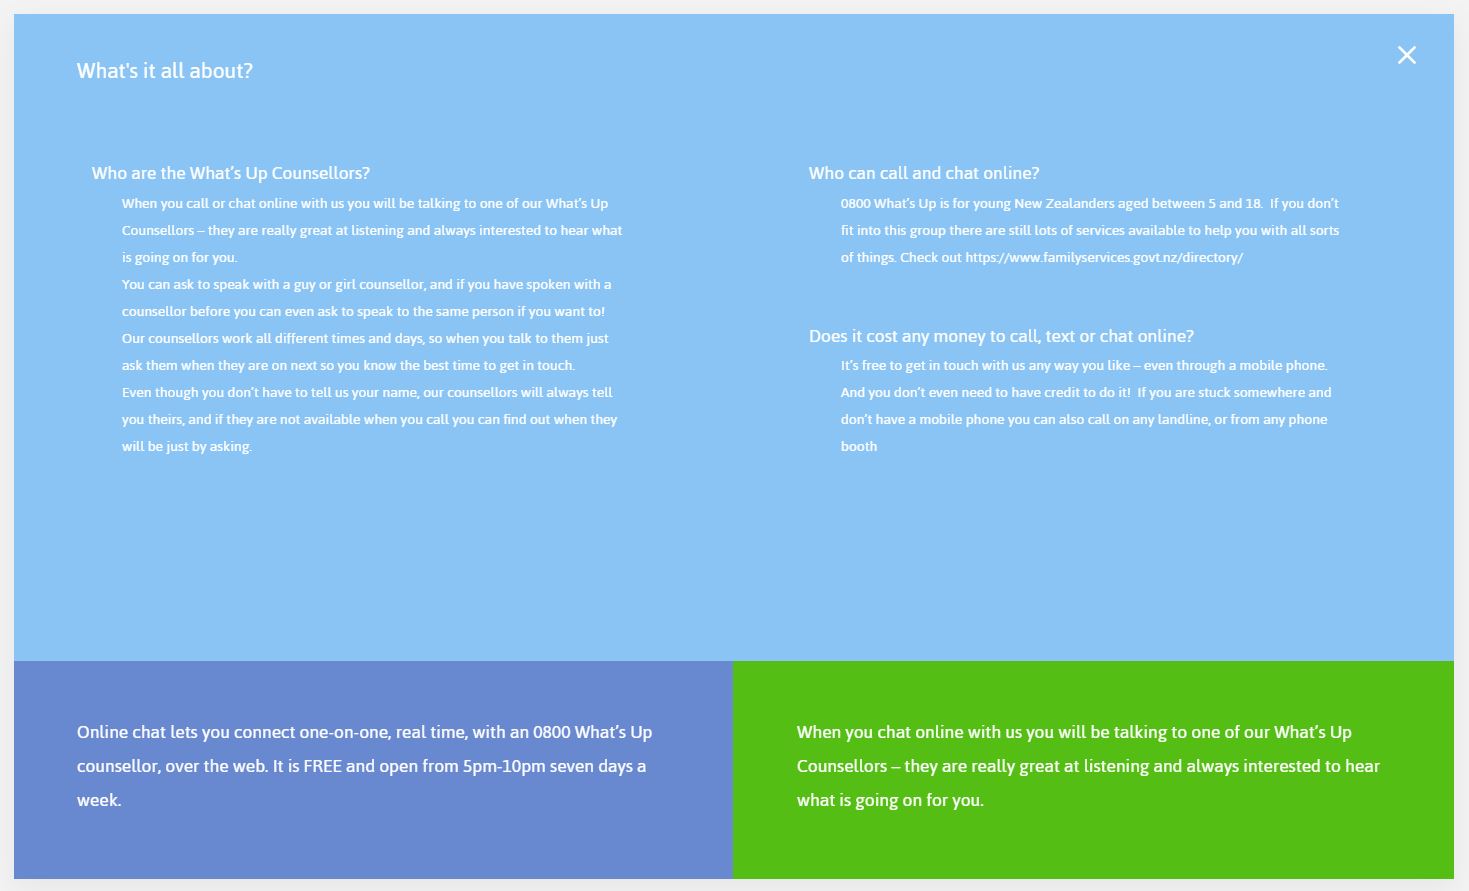 What's it all about?
Who are the What’s Up Counsellors?
When you call or chat online with us you will be talking to one of our What’s Up
Counsellors – they are really great at listening and always interested to hear what
is going on for you.
You can ask to speak with a guy or girl counsellor, and if you have spoken with a
counsellor before you can even ask to speak to the same person if you want to!
Our counsellors work all different times and days, so when you talk to them just
ask them when they are on next so you know the best time to get in touch.
Even though you don’t have to tell us your name, our counsellors will always tell
you theirs, and if they are not available when you call you can find out when they
will be just by asking.
Who can call and chat online?
0800 What’s Up is for young New Zealanders aged between 5 and 18.  If you don’t
fit into this group there are still lots of services available to help you with all sorts
of things. Check out https://www.familyservices.govt.nz/directory/
Does it cost any money to call, text or chat online?
It’s free to get in touch with us any way you like – even through a mobile phone.
And you don’t even need to have credit to do it!  If you are stuck somewhere and
don’t have a mobile phone you can also call on any landline, or from any phone
booth
Online chat lets you connect one-on-one, real time, with an 0800 What’s Up
counsellor, over the web. It is FREE and open from 5pm-10pm seven days a
week.
When you chat online with us you will be talking to one of our What’s Up
Counsellors – they are really great at listening and always interested to hear
what is going on for you.